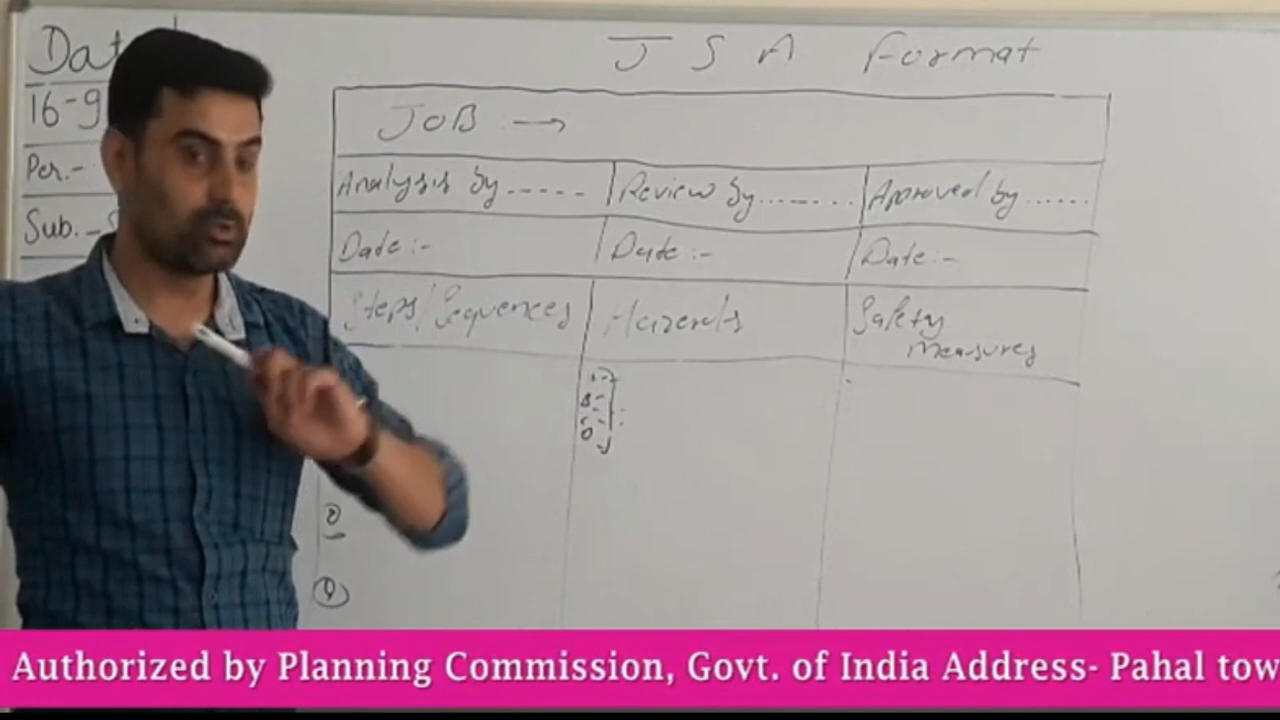 J S A Format
Dat
16-9
Per.-
Sub.-S
JOB →
Analysis by...... Review by........ Approved by......
Date:- Date:- Date:-
Steps/Sequences Hazards Safety
Measures
Authorized by Planning Commission, Govt. of India Address- Pahal tow